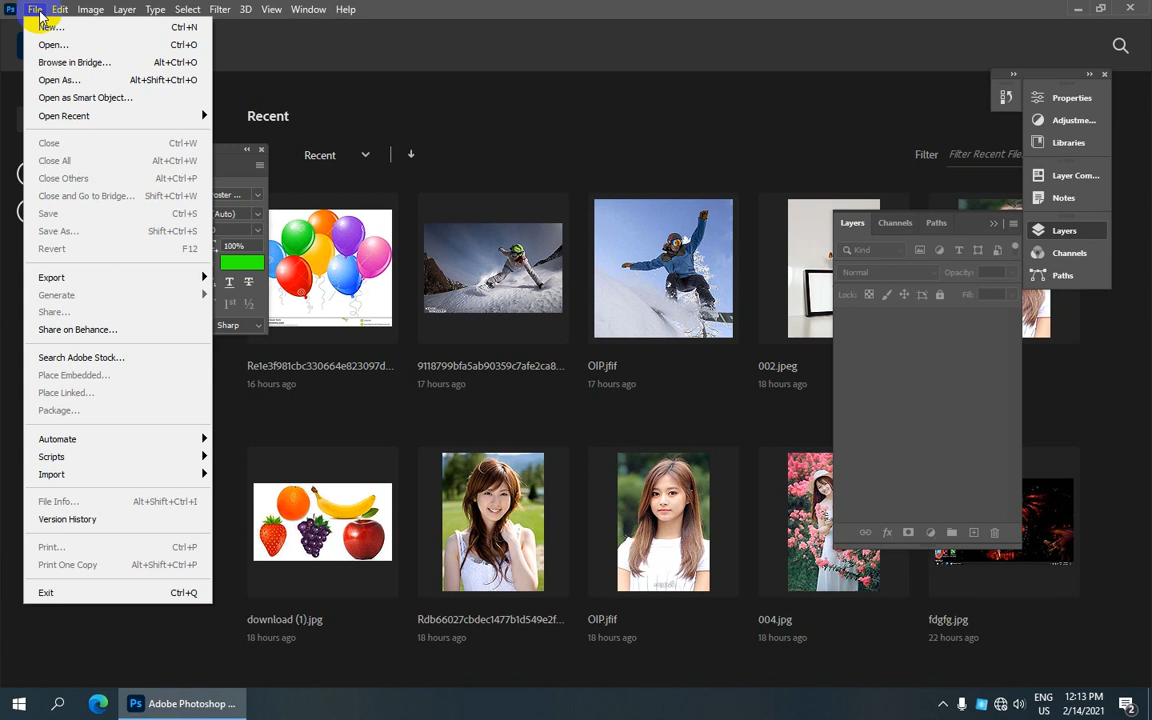 Ps File Edit Image Layer Type Select Filter 3D View Window Help
New... Ctrl+N
Open... Ctrl+O
Browse in Bridge... Alt+Ctrl+O
Open As... Alt+Shift+Ctrl+O
Open as Smart Object...
Open Recent
Close Ctrl+W
Close All Alt+Ctrl+W
Close Others Alt+Ctrl+P
Close and Go to Bridge... Shift+Ctrl+W
Save Ctrl+S
Save As... Shift+Ctrl+S
Revert F12
Export
Generate
Share...
Share on Behance...
Search Adobe Stock...
Place Embedded...
Place Linked...
Package...
Automate
Scripts
Import
File Info... Alt+Shift+Ctrl+I
Version History
Print... Ctrl+P
Print One Copy Alt+Shift+Ctrl+P
Exit Ctrl+Q
Recent
Recent
Filter Filter Recent File
Auto)
100%
T T
1st ½
Sharp
Properties
Adjustme...
Libraries
Layer Com...
Notes
Layers
Channels
Paths
Layers Channels Paths
Kind
Normal Opacity:
Lock: Fill:
fx
Re1e3f981cbc330664e823097d...
16 hours ago
9118799bfa5ab90359c7afe2ca8...
17 hours ago
OIP.jfif
17 hours ago
002.jpeg
18 hours ago
download (1).jpg
18 hours ago
Rdb66027cbdec1477b1d549e2f...
18 hours ago
OIP.jfif
18 hours ago
004.jpg
18 hours ago
fdgfg.jpg
22 hours ago
Ps Adobe Photoshop ...
ENG
US
12:13 PM
2/14/2021
2